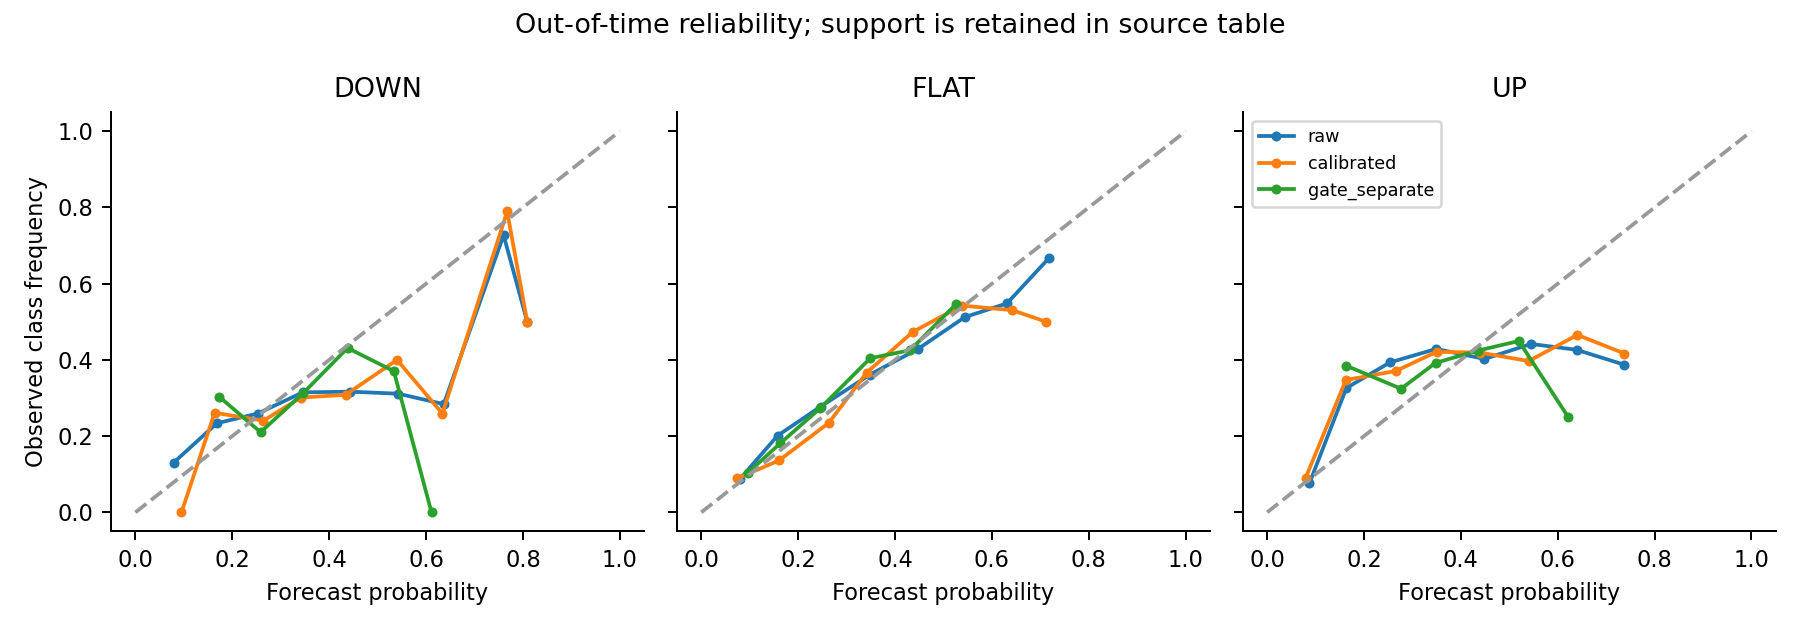 Out-of-time reliability; support is retained in source table
DOWN
FLAT
UP
Observed class frequency
1.0
0.8
0.6
0.4
0.2
0.0
0.0 0.2 0.4 0.6 0.8 1.0
Forecast probability
0.0 0.2 0.4 0.6 0.8 1.0
Forecast probability
raw
calibrated
gate_separate
0.0 0.2 0.4 0.6 0.8 1.0
Forecast probability